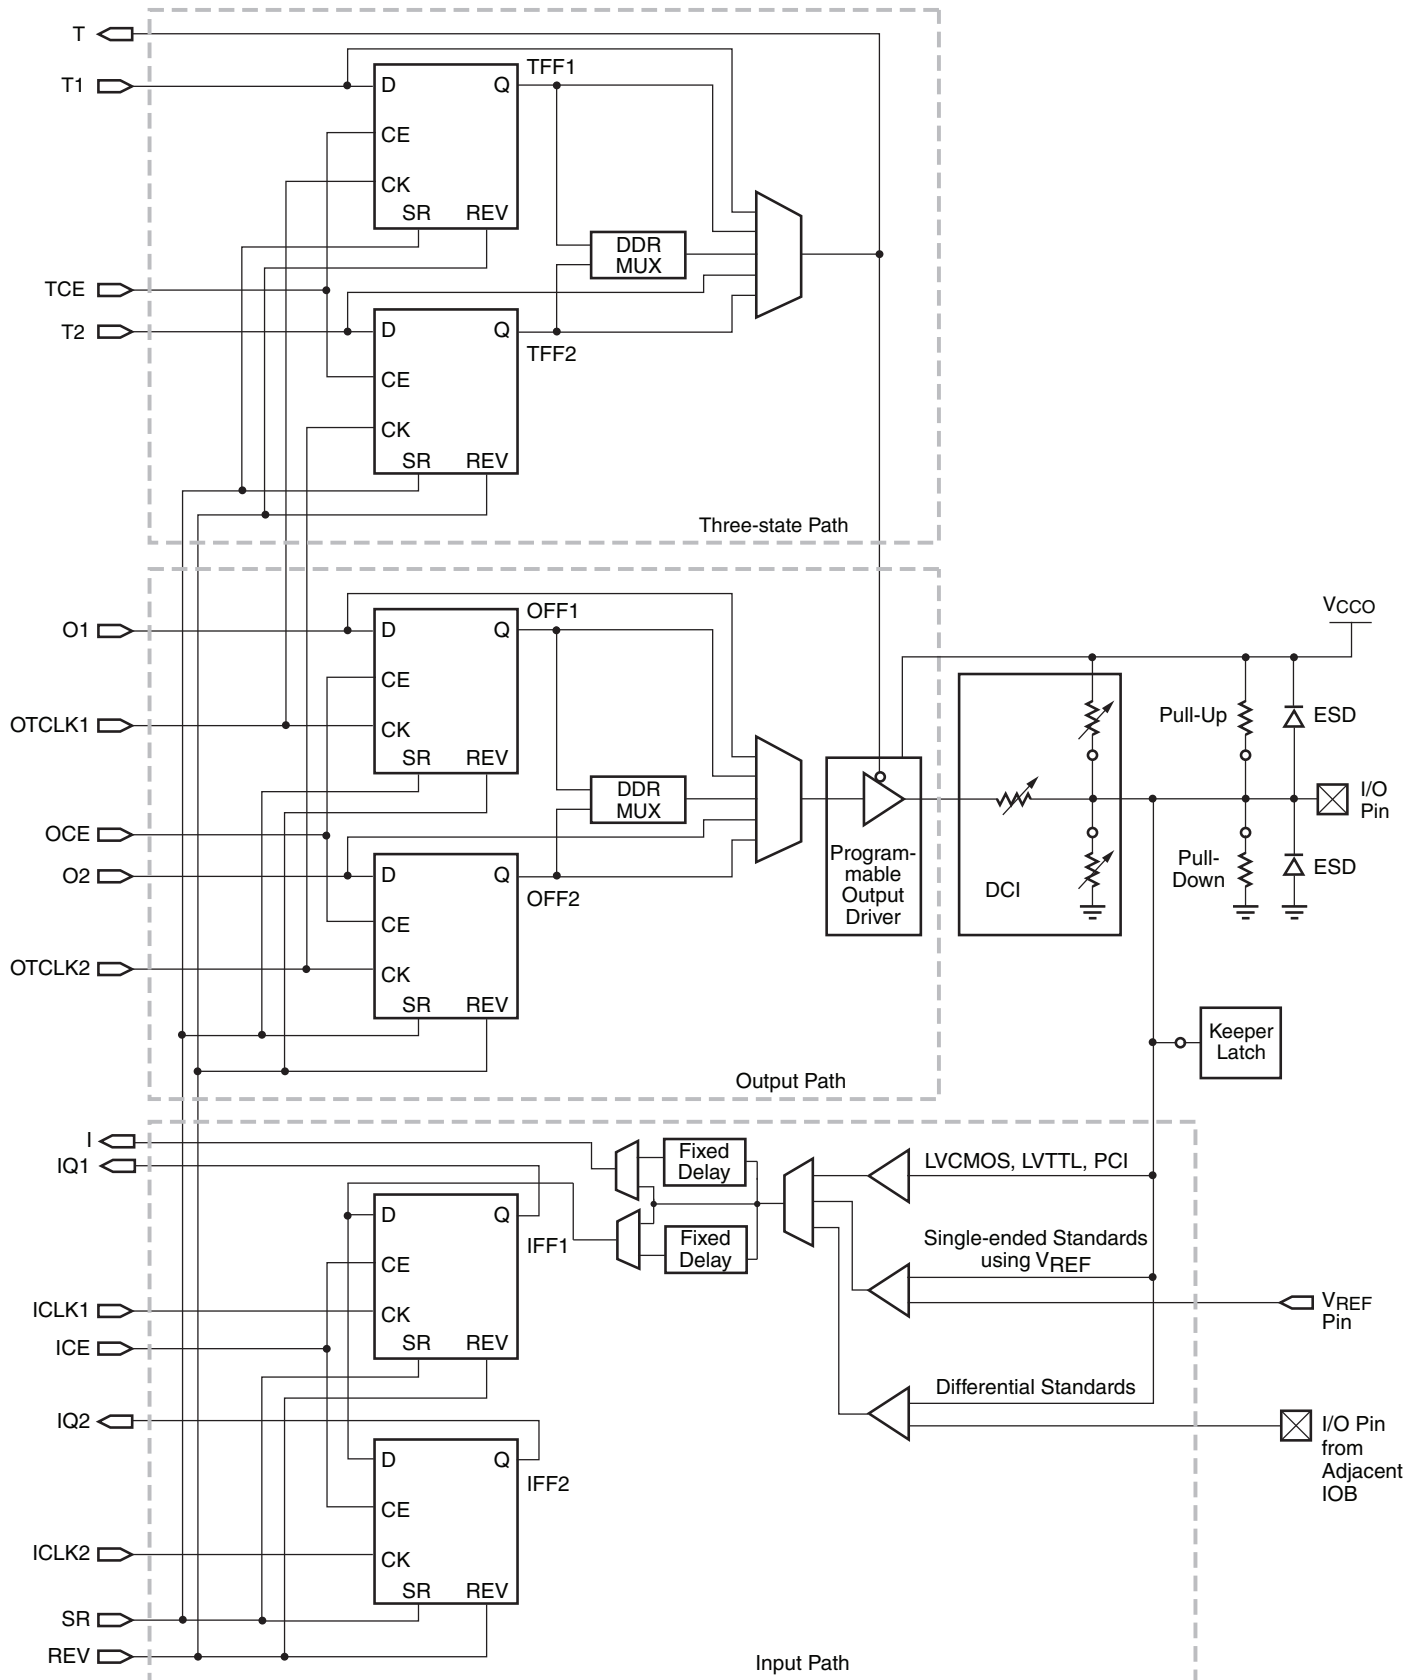 T
T1
TFF1
D
Q
CE
CK
SR
REV
DDR
MUX
TCE
T2
D
Q
TFF2
CE
CK
SR
REV
Three-state Path
O1
OFF1
D
Q
CE
OTCLK1
CK
SR
REV
DDR
MUX
OCE
O2
D
Q
OFF2
CE
OTCLK2
CK
SR
REV
Output Path
Program-
mable
Output
Driver
DCI
VCCO
Pull-Up
ESD
I/O
Pin
Pull-
Down
ESD
Keeper
Latch
I
IQ1
Fixed
Delay
LVCMOS, LVTTL, PCI
D
Q
IFF1
Fixed
Delay
Single-ended Standards
using VREF
CE
ICLK1
CK
VREF
Pin
ICE
SR
REV
Differential Standards
IQ2
I/O Pin
from
Adjacent
IOB
D
Q
IFF2
CE
ICLK2
CK
SR
REV
SR
REV
Input Path